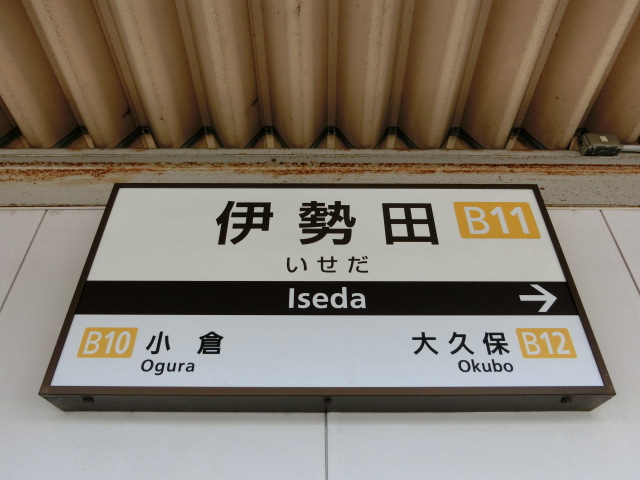 伊勢田 B11
いせだ
Iseda →
B10 小倉 大久保 B12
Ogura Okubo